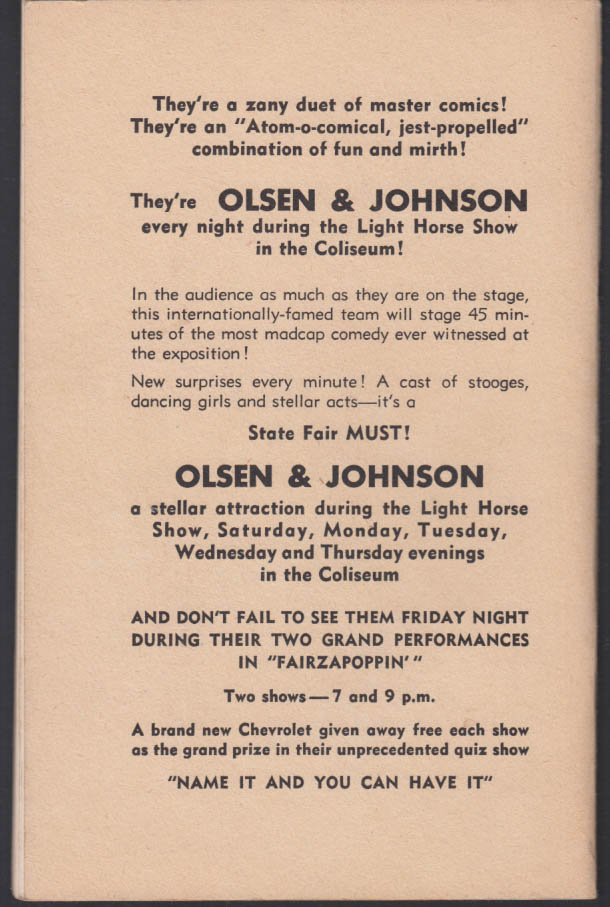 They're a zany duet of master comics!
They're an "Atom-o-comical, jest-propelled"
combination of fun and mirth!
They're OLSEN & JOHNSON
every night during the Light Horse Show
in the Coliseum!
In the audience as much as they are on the stage,
this internationally-famed team will stage 45 min-
utes of the most madcap comedy ever witnessed at
the exposition!
New surprises every minute! A cast of stooges,
dancing girls and stellar acts—it's a
State Fair MUST!
OLSEN & JOHNSON
a stellar attraction during the Light Horse
Show, Saturday, Monday, Tuesday,
Wednesday and Thursday evenings
in the Coliseum
AND DON'T FAIL TO SEE THEM FRIDAY NIGHT
DURING THEIR TWO GRAND PERFORMANCES
IN "FAIRZAPOPPIN'"
Two shows—7 and 9 p.m.
A brand new Chevrolet given away free each show
as the grand prize in their unprecedented quiz show
"NAME IT AND YOU CAN HAVE IT"